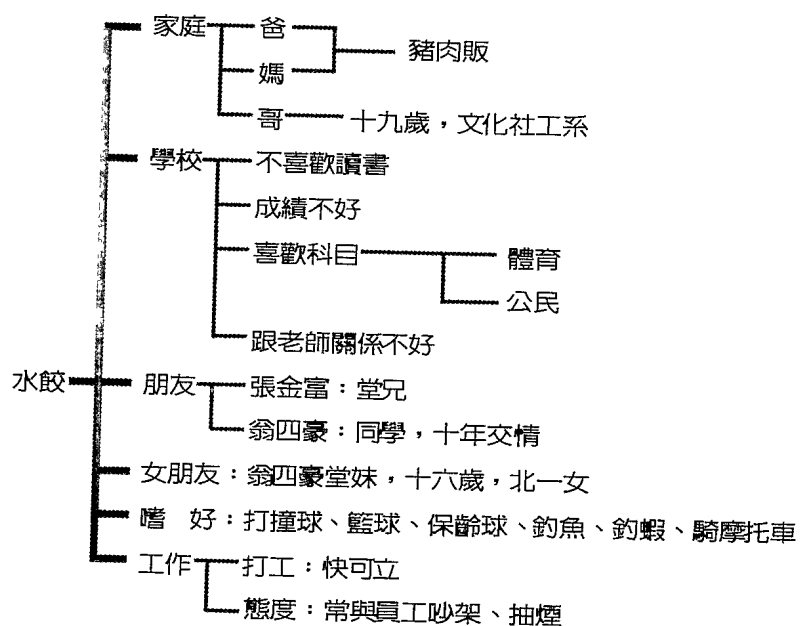 家庭
爸
媽
豬肉販
哥
十九歲，文化社工系
學校
不喜歡讀書
成績不好
喜歡科目
體育
公民
跟老師關係不好
水餃
朋友
張金富：堂兄
翁四豪：同學，十年交情
女朋友：翁四豪堂妹，十六歲，北一女
嗜 好：打撞球、籃球、保齡球、釣魚、釣蝦、騎摩托車
工作
打工：快可立
態度：常與員工吵架、抽煙